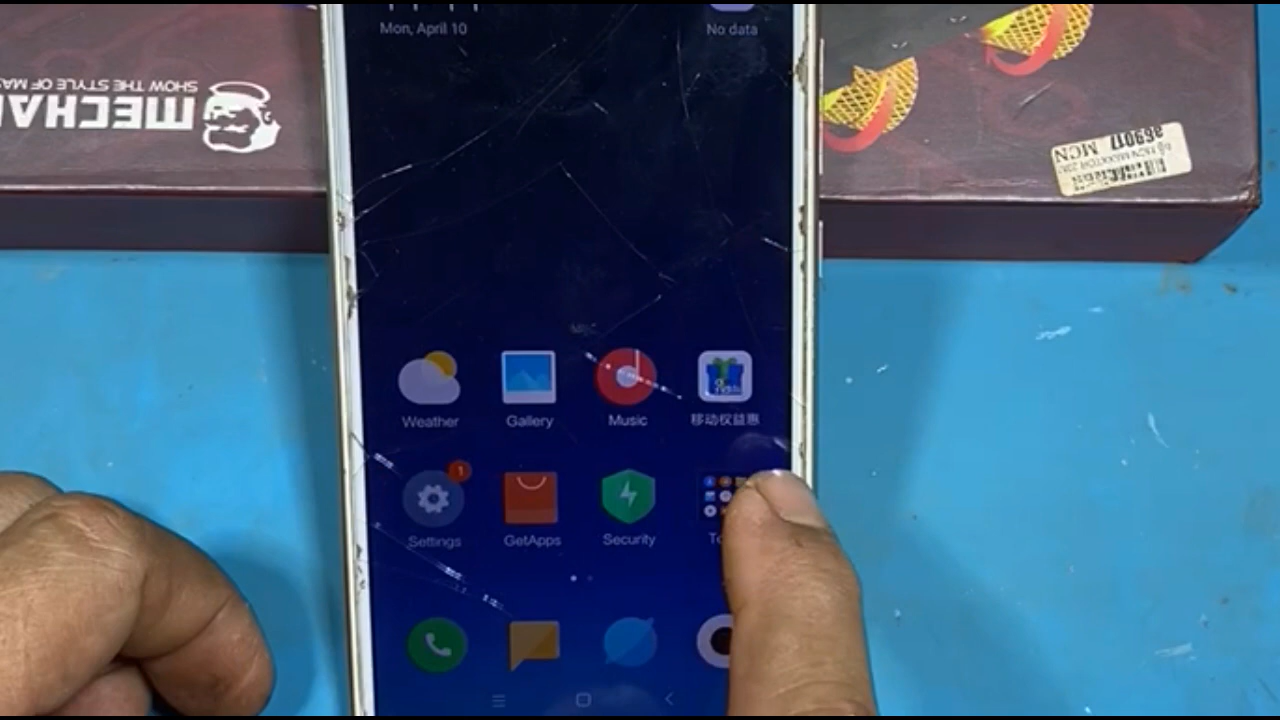 Mon, April 10
No data
SHOW THE STYLE OF MA
MECHA
MCN
Weather
Gallery
Music
移动权益惠
1
Settings
GetApps
Security
To